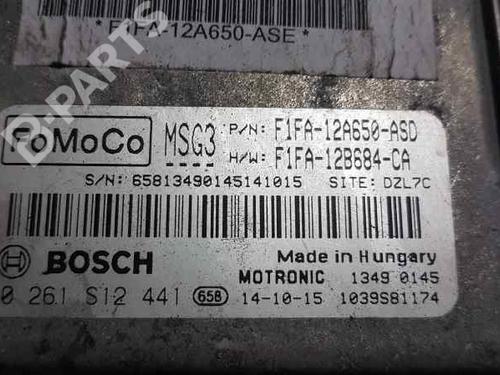 * F1FA-12A650-ASE *
B-PARTS
FoMoCo MSG3 P/N: F1FA-12A650-ASD
H/W: F1FA-12B684-CA
S/N: 65813490145141015 SITE: DZL7C
BOSCH Made in Hungary
MOTRONIC 1349 0145
0 261 S12 441 658 14-10-15 1039S81174